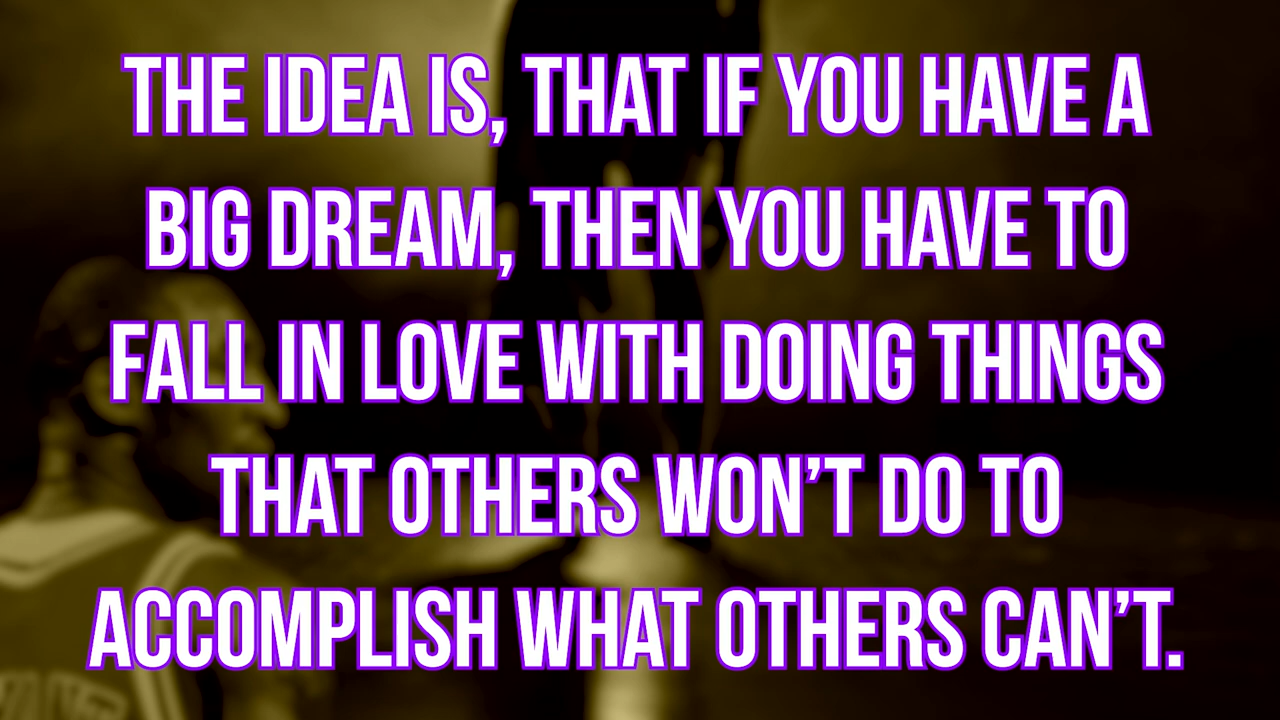 THE IDEA IS, THAT IF YOU HAVE A
BIG DREAM, THEN YOU HAVE TO
FALL IN LOVE WITH DOING THINGS
THAT OTHERS WON’T DO TO
ACCOMPLISH WHAT OTHERS CAN’T.